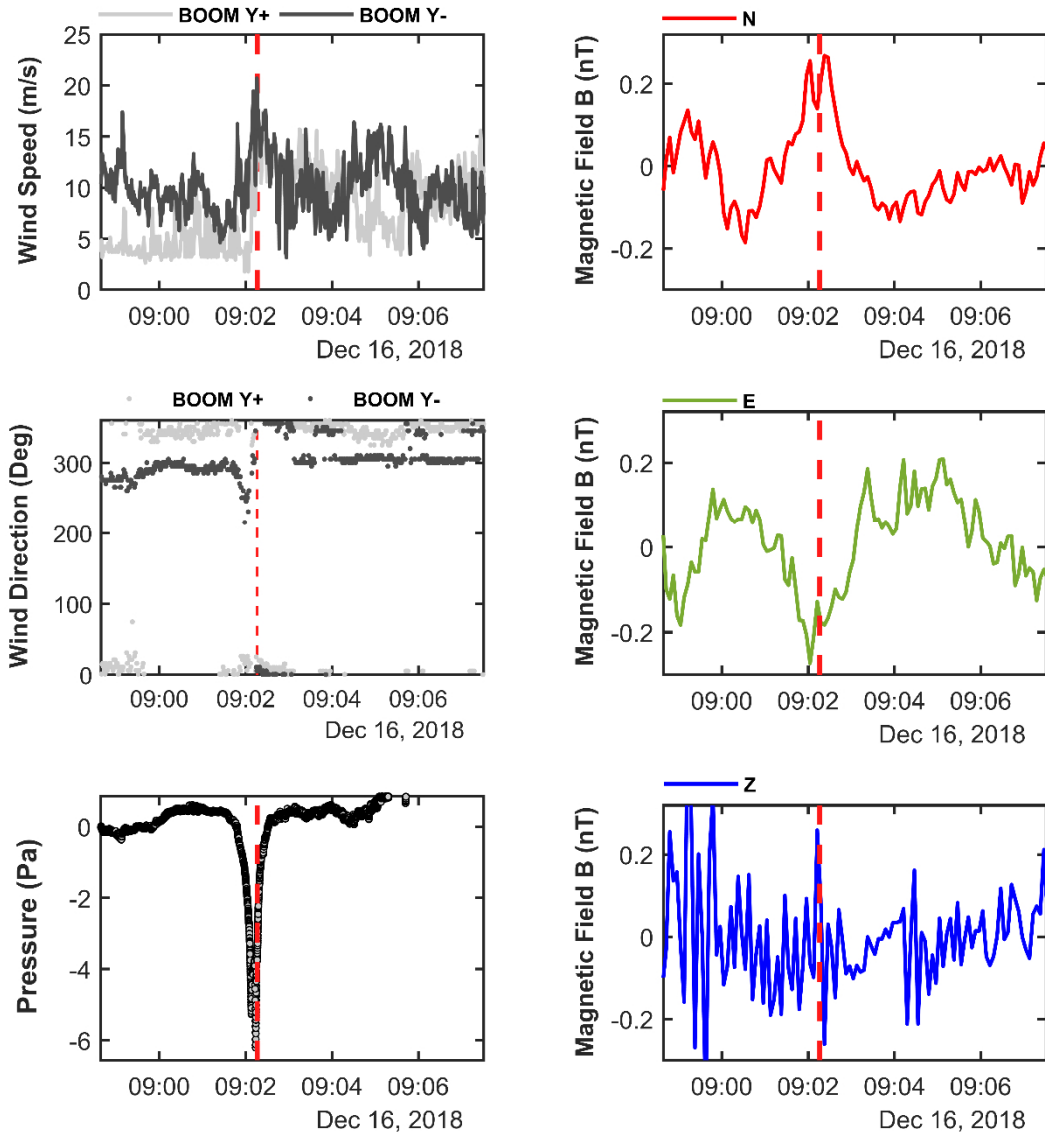 BOOM Y+ BOOM Y-
Wind Speed (m/s)
25
20
15
10
5
0
09:00 09:02 09:04 09:06
Dec 16, 2018
N
Magnetic Field B (nT)
0.2
0
-0.2
09:00 09:02 09:04 09:06
Dec 16, 2018
BOOM Y+ BOOM Y-
Wind Direction (Deg)
300
200
100
0
09:00 09:02 09:04 09:06
Dec 16, 2018
E
Magnetic Field B (nT)
0.2
0
-0.2
09:00 09:02 09:04 09:06
Dec 16, 2018
Pressure (Pa)
0
-2
-4
-6
09:00 09:02 09:04 09:06
Dec 16, 2018
Z
Magnetic Field B (nT)
0.2
0
-0.2
09:00 09:02 09:04 09:06
Dec 16, 2018